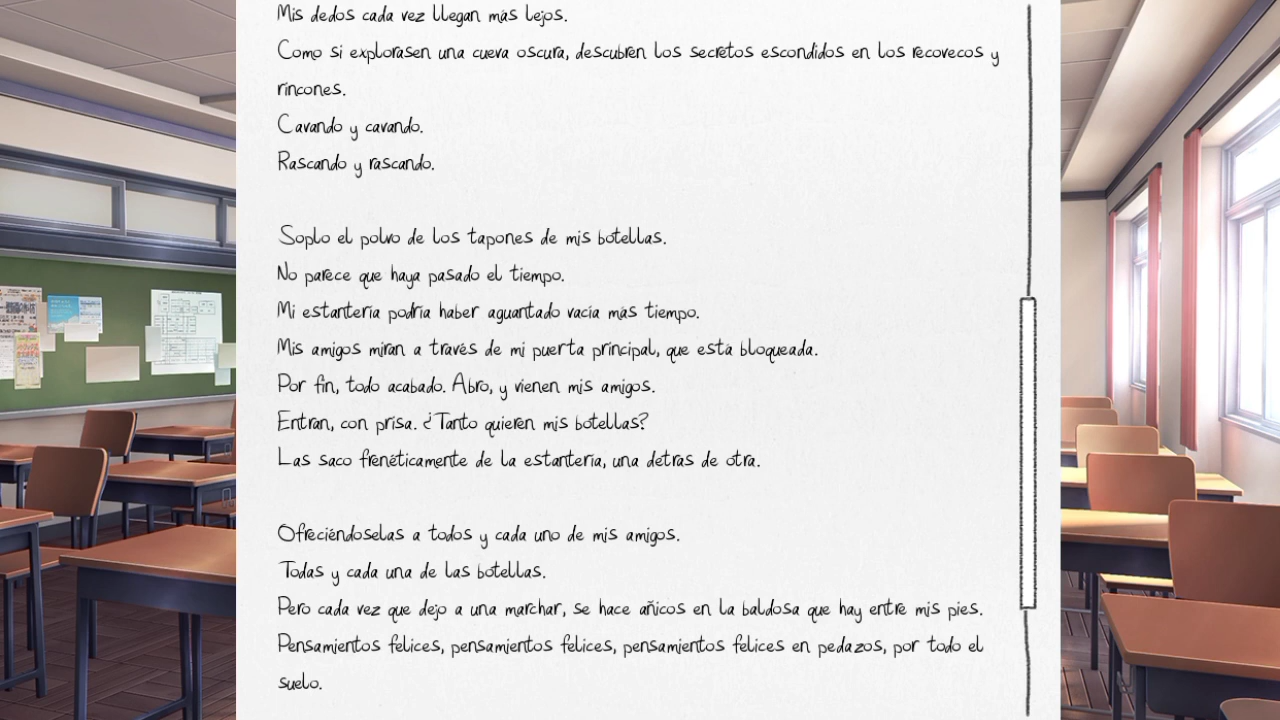 Mis dedos cada vez llegan más lejos.
Como si explorasen una cueva oscura, descubren los secretos escondidos en los recovecos y
rincones.
Cavando y cavando.
Rascando y rascando.
Soplo el polvo de los tapones de mis botellas.
No parece que haya pasado el tiempo.
Mi estantería podría haber aguantado vacía más tiempo.
Mis amigos miran a través de mi puerta principal, que está bloqueada.
Por fin, todo acabado. Abro, y vienen mis amigos.
Entran, con prisa. ¿Tanto quieren mis botellas?
Las saco frenéticamente de la estantería, una detrás de otra.
Ofreciéndoselas a todos y cada uno de mis amigos.
Todas y cada una de las botellas.
Pero cada vez que dejo a una marchar, se hace añicos en la baldosa que hay entre mis pies.
Pensamientos felices, pensamientos felices, pensamientos felices en pedazos, por todo el
suelo.